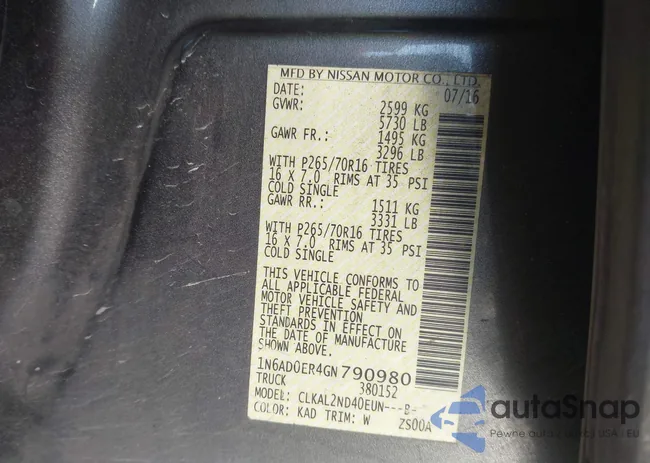 MFD BY NISSAN MOTOR CO., LTD.
DATE: 07/16
GVWR: 2599 KG
5730 LB
GAWR FR.: 1495 KG
3296 LB
WITH P265/70R16 TIRES
16 X 7.0 RIMS AT 35 PSI
COLD SINGLE
GAWR RR.: 1511 KG
3331 LB
WITH P265/70R16 TIRES
16 X 7.0 RIMS AT 35 PSI
COLD SINGLE
THIS VEHICLE CONFORMS TO
ALL APPLICABLE FEDERAL
MOTOR VEHICLE SAFETY AND
THEFT PREVENTION
STANDARDS IN EFFECT ON
THE DATE OF MANUFACTURE
SHOWN ABOVE.
1N6AD0ER4GN790980
TRUCK 380152
MODEL: CLKAL2ND40EUN---B-
COLOR: KAD TRIM: W ZS00A
autoSnap
Pewne auta z USA
EU